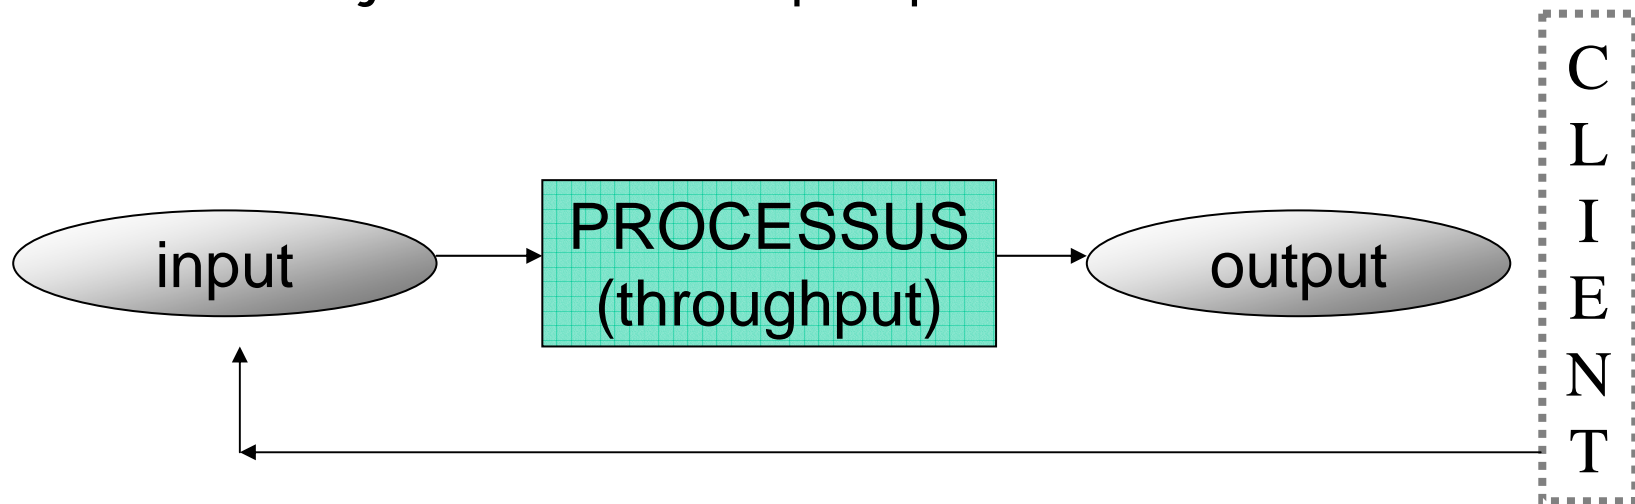 input
PROCESSUS
(throughput)
output
C
L
I
E
N
T